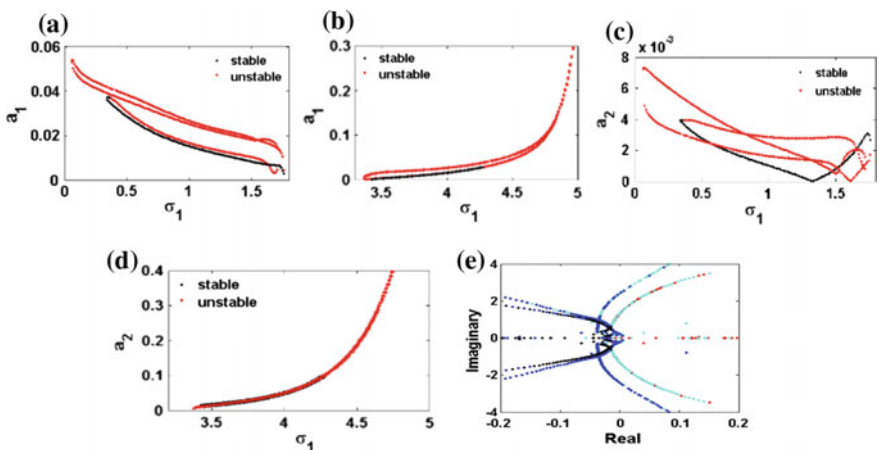 (a)
0.06
0.04
0.02
0
a1
0
0.5
1
1.5
σ1
stable
unstable
(b)
0.3
0.2
0.1
0
a1
3.5
4
4.5
5
σ1
stable
unstable
(c)
8 x 10^-3
6
4
2
0
a2
0
0.5
1
1.5
σ1
stable
unstable
(d)
0.4
0.3
0.2
0.1
0
a2
3.5
4
4.5
5
σ1
stable
unstable
(e)
4
2
0
-2
-4
Imaginary
-0.2
-0.1
0
0.1
0.2
Real